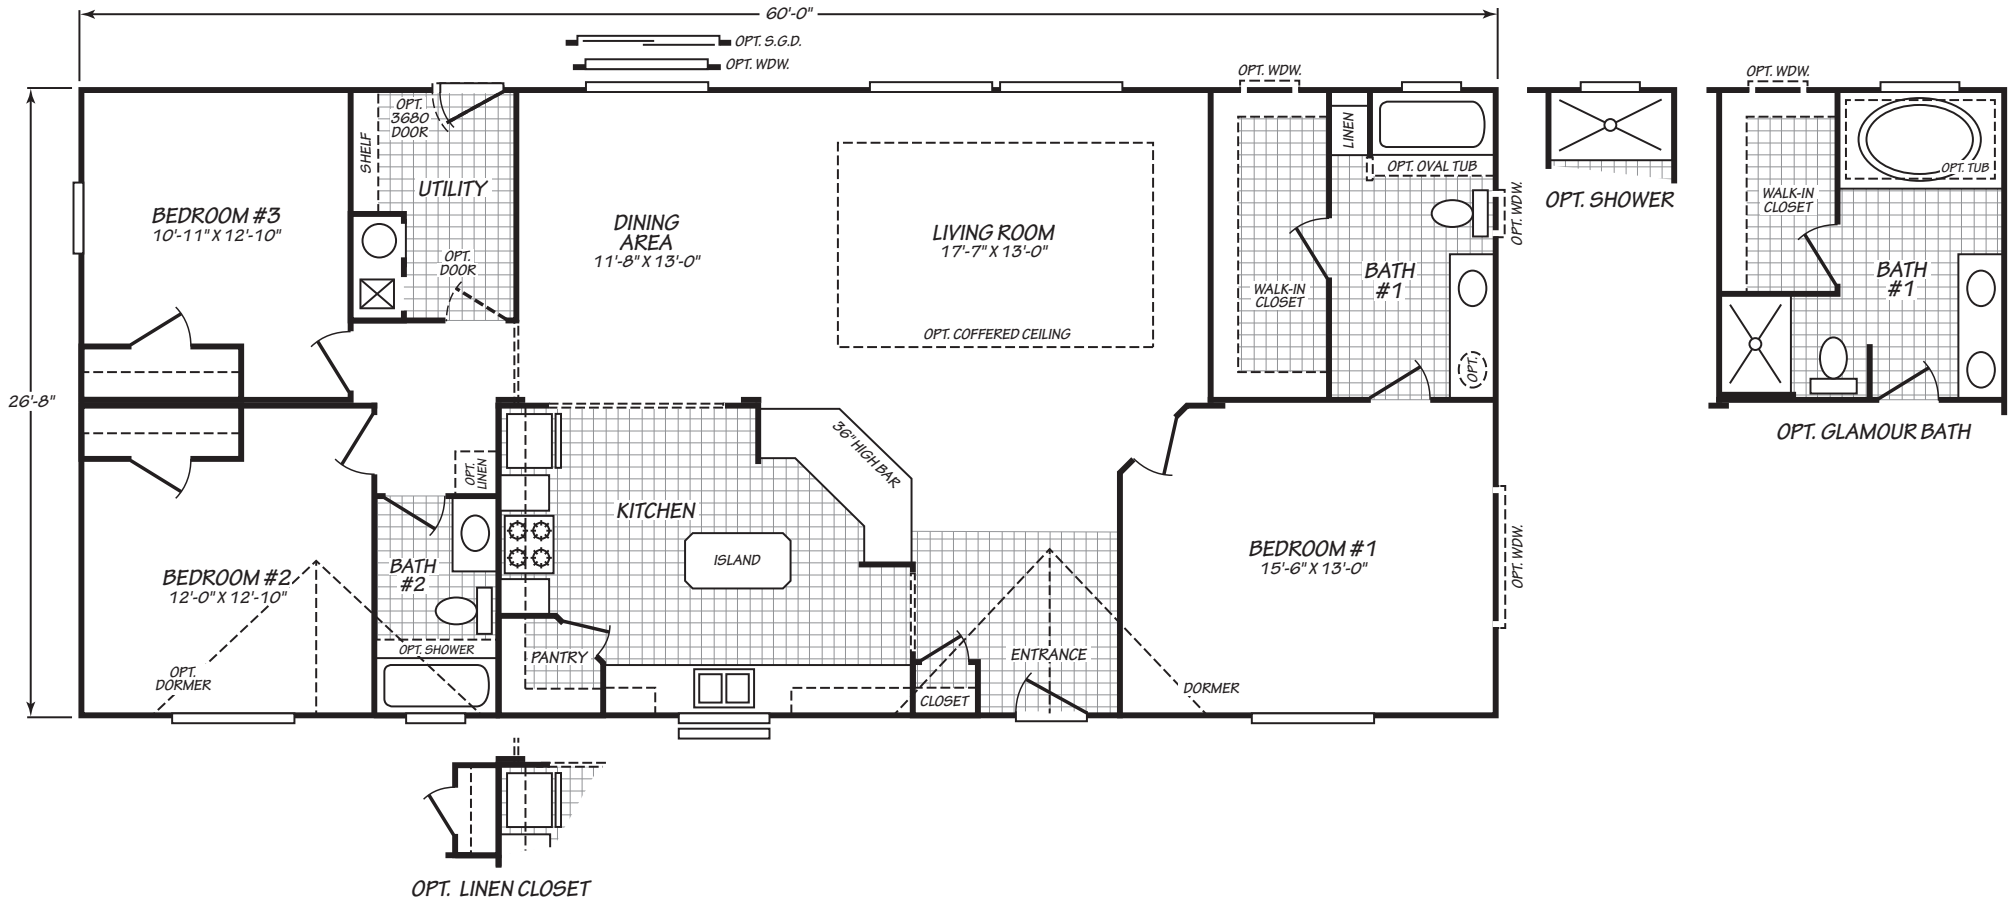 60'-0"
OPT. S.G.D.
OPT. WDW.
OPT. WDW.
OPT. WDW.
26'-8"
OPT.
3680
DOOR
SHELF
UTILITY
OPT.
DOOR
BEDROOM #3
10'-11" X 12'-10"
DINING
AREA
11'-8" X 13'-0"
LIVING ROOM
17'-7" X 13'-0"
OPT. COFFERED CEILING
WALK-IN
CLOSET
LINEN
OPT. OVAL TUB
OPT. WDW.
BATH
#1
OPT.
OPT. SHOWER
OPT. TUB
WALK-IN
CLOSET
BATH
#1
OPT. GLAMOUR BATH
36" HIGH BAR
OPT.
LINEN
KITCHEN
ISLAND
BATH
#2
OPT. SHOWER
BEDROOM #2
12'-0" X 12'-10"
OPT.
DORMER
PANTRY
CLOSET
ENTRANCE
DORMER
BEDROOM #1
15'-6" X 13'-0"
OPT. WDW.
OPT. LINEN CLOSET